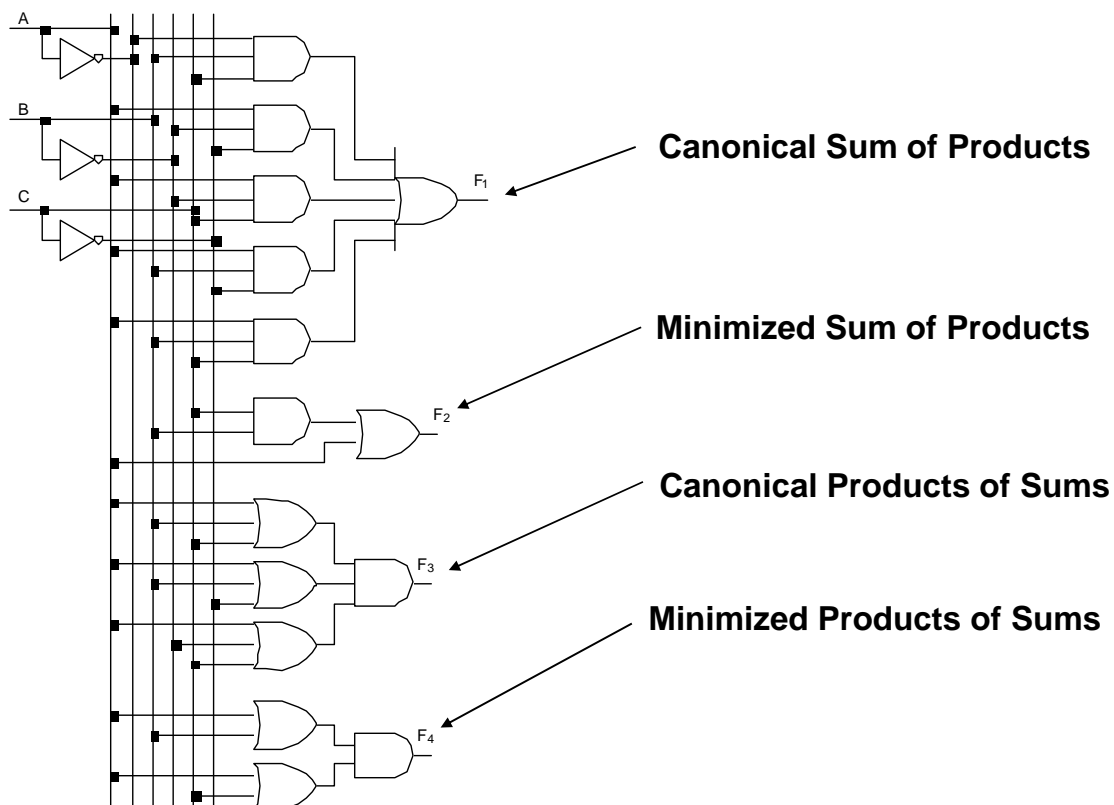 A
B
C
F1
Canonical Sum of Products
F2
Minimized Sum of Products
F3
Canonical Products of Sums
F4
Minimized Products of Sums